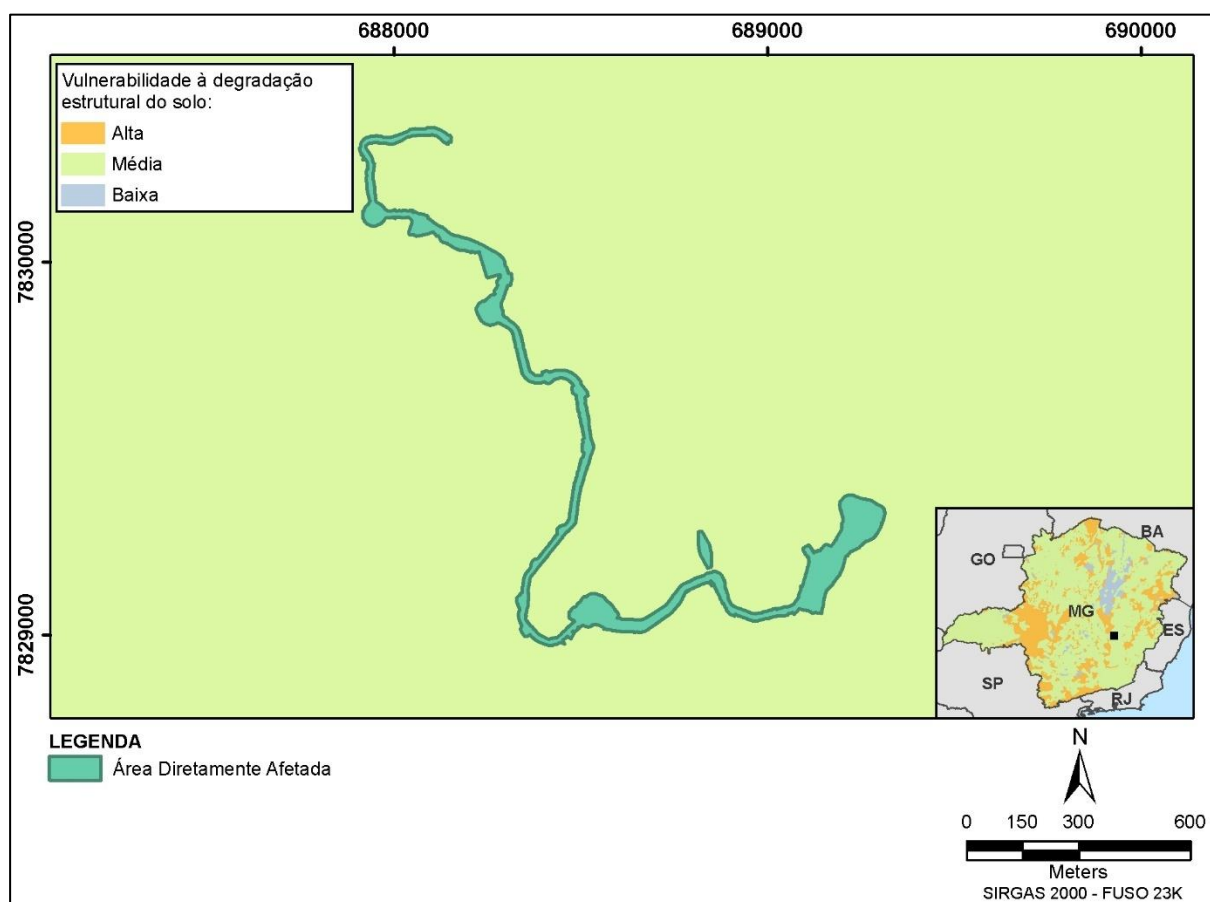 688000
689000
690000
Vulnerabilidade à degradação
estrutural do solo:
Alta
Média
Baixa
7830000
7829000
BA
GO
MG
ES
SP
RJ
LEGENDA
Área Diretamente Afetada
N
0 150 300 600
Meters
SIRGAS 2000 - FUSO 23K